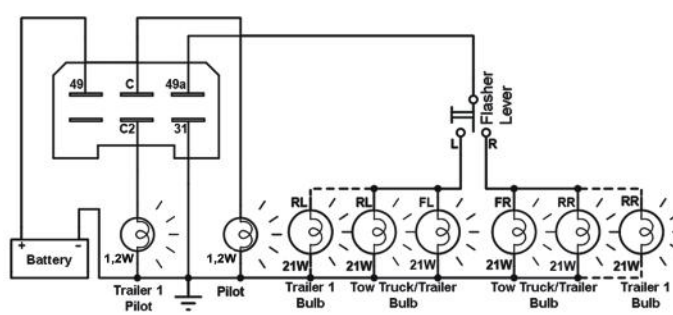 49 C 49a
C2 31
Flasher
Lever
L R
RL RL FL FR RR RR
+ -
Battery
1,2W 1,2W 21W 21W 21W 21W 21W 21W
Trailer 1
Pilot
Pilot
Trailer 1
Bulb
Tow Truck/Trailer
Bulb
Tow Truck/Trailer
Bulb
Trailer 1
Bulb